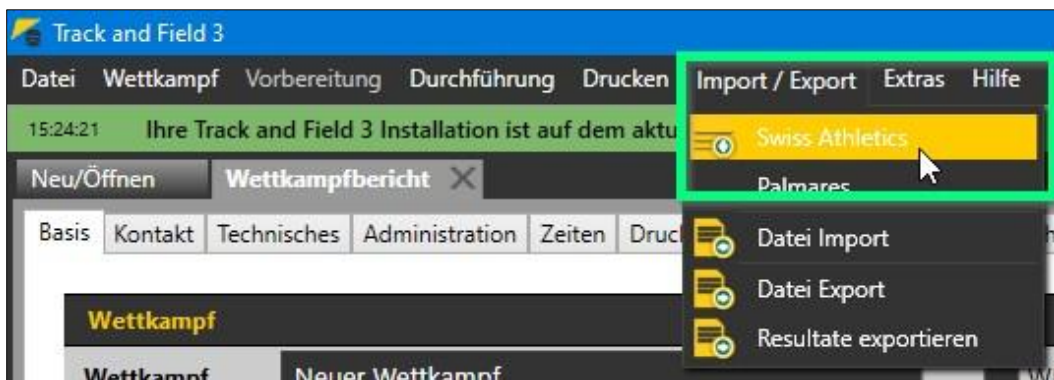 Track and Field 3
Datei Wettkampf Vorbereitung Durchführung Drucken Import / Export Extras Hilfe
15:24:21 Ihre Track and Field 3 Installation ist auf dem aktu
Swiss Athletics
Neu/Öffnen Wettkampfbericht
Palmares
Basis Kontakt Technisches Administration Zeiten Druck
Datei Import
Datei Export
Wettkampf
Resultate exportieren
Wettkampf Neuer Wettkampf